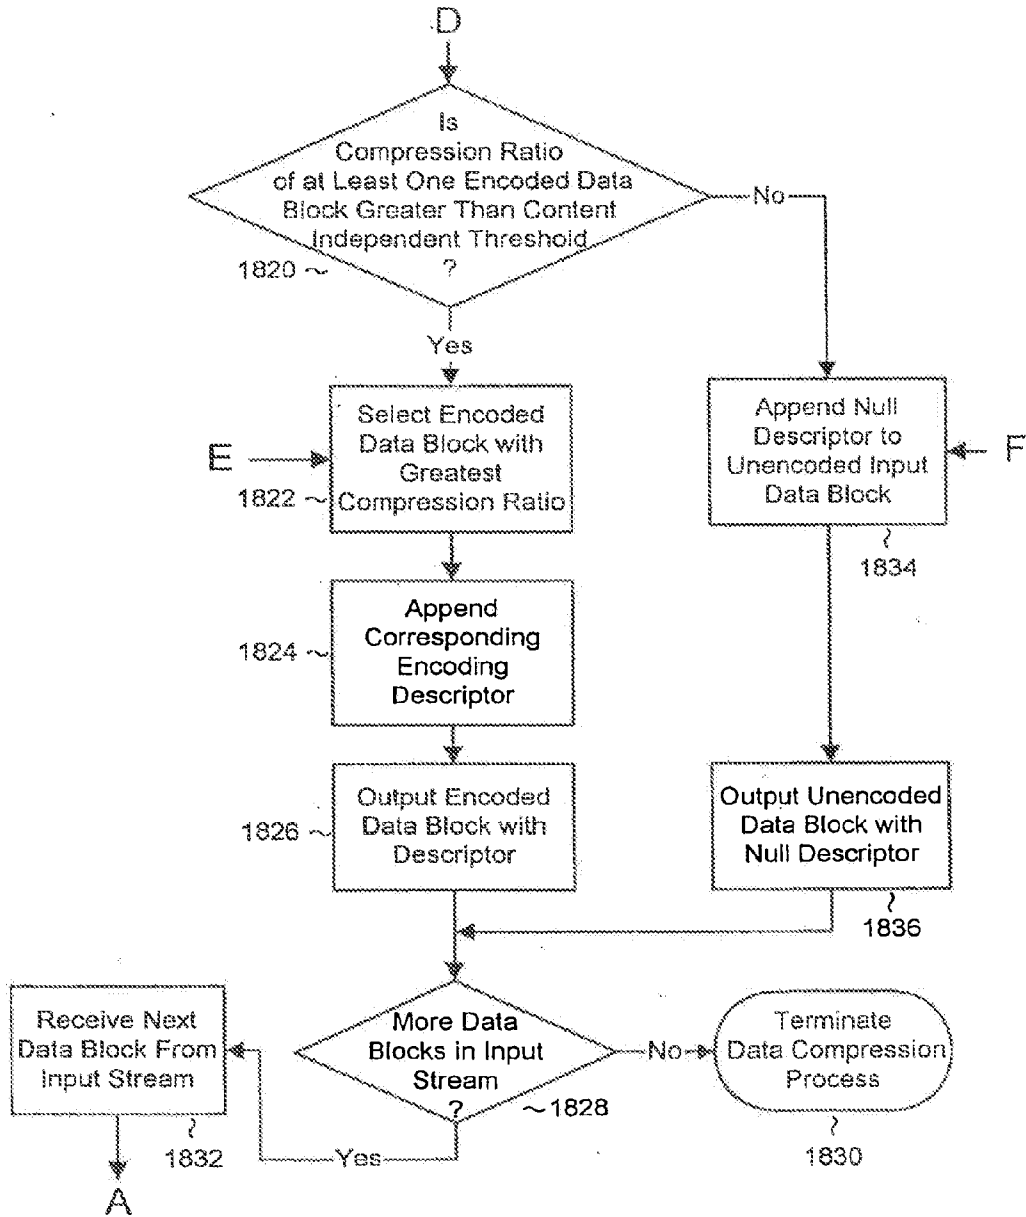 D
Is
Compression Ratio
of at Least One Encoded Data
Block Greater Than Content
Independent Threshold
?
1820
No
Yes
E
Select Encoded
Data Block with
Greatest
Compression Ratio
1822
Append Null
Descriptor to
Unencoded Input
Data Block
F
1834
Append
Corresponding
Encoding
Descriptor
1824
Output Encoded
Data Block with
Descriptor
1826
Output Unencoded
Data Block with
Null Descriptor
1836
Receive Next
Data Block From
Input Stream
1832
More Data
Blocks in Input
Stream
?
1828
No
Terminate
Data Compression
Process
1830
Yes
A